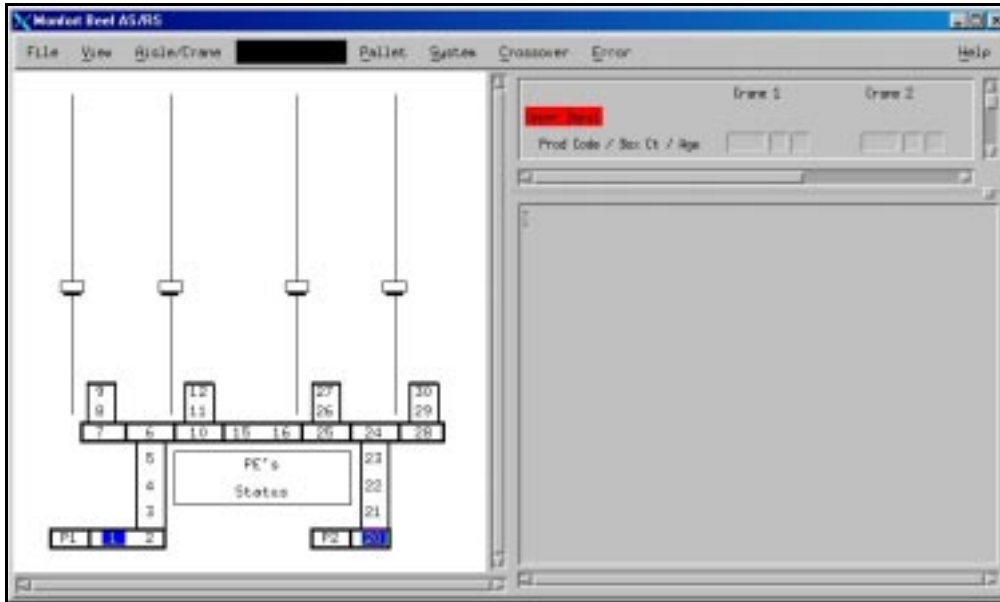 Monfort Beef AS/RS
File View Aisle/Crane Pallet System Crossover Error Help
Crane 1 Crane 2
Prod Code / Box Ct / Age
9 12 27 30
8 11 26 29
7 6 10 15 16 25 24 28
5 23
PE's
4 22
Status
3 21
P1 1 2 P2 20